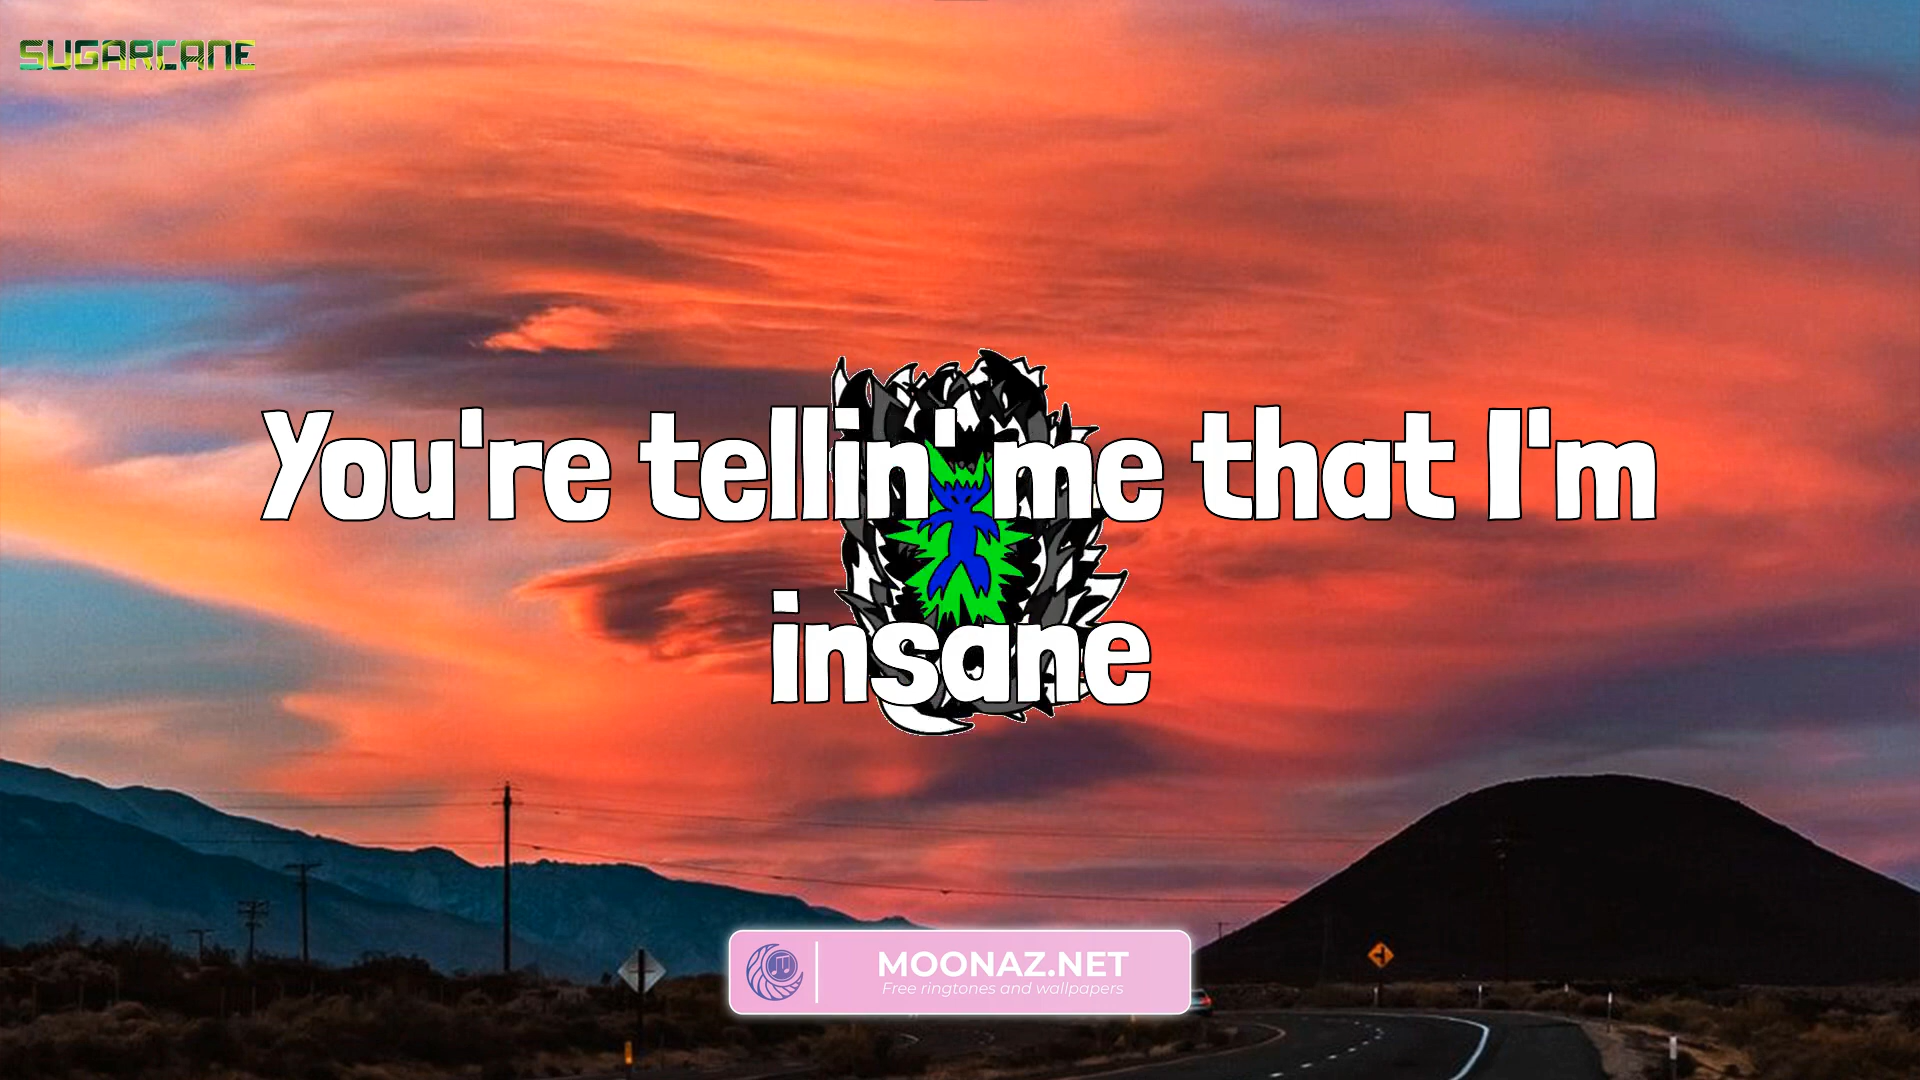 SUGARCANE
You're tellin' me that I'm
insane
MOONAZ.NET
Free ringtones and wallpapers